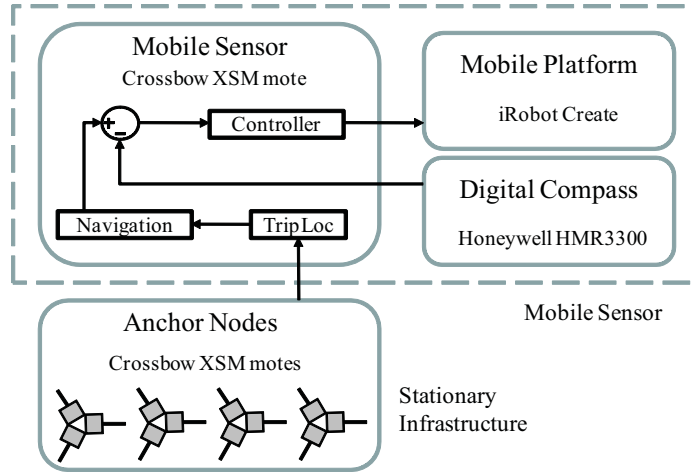 Mobile Sensor
Crossbow XSM mote
+
−
Controller
Navigation
TripLoc
Mobile Platform
iRobot Create
Digital Compass
Honeywell HMR3300
Mobile Sensor
Anchor Nodes
Crossbow XSM motes
Stationary
Infrastructure